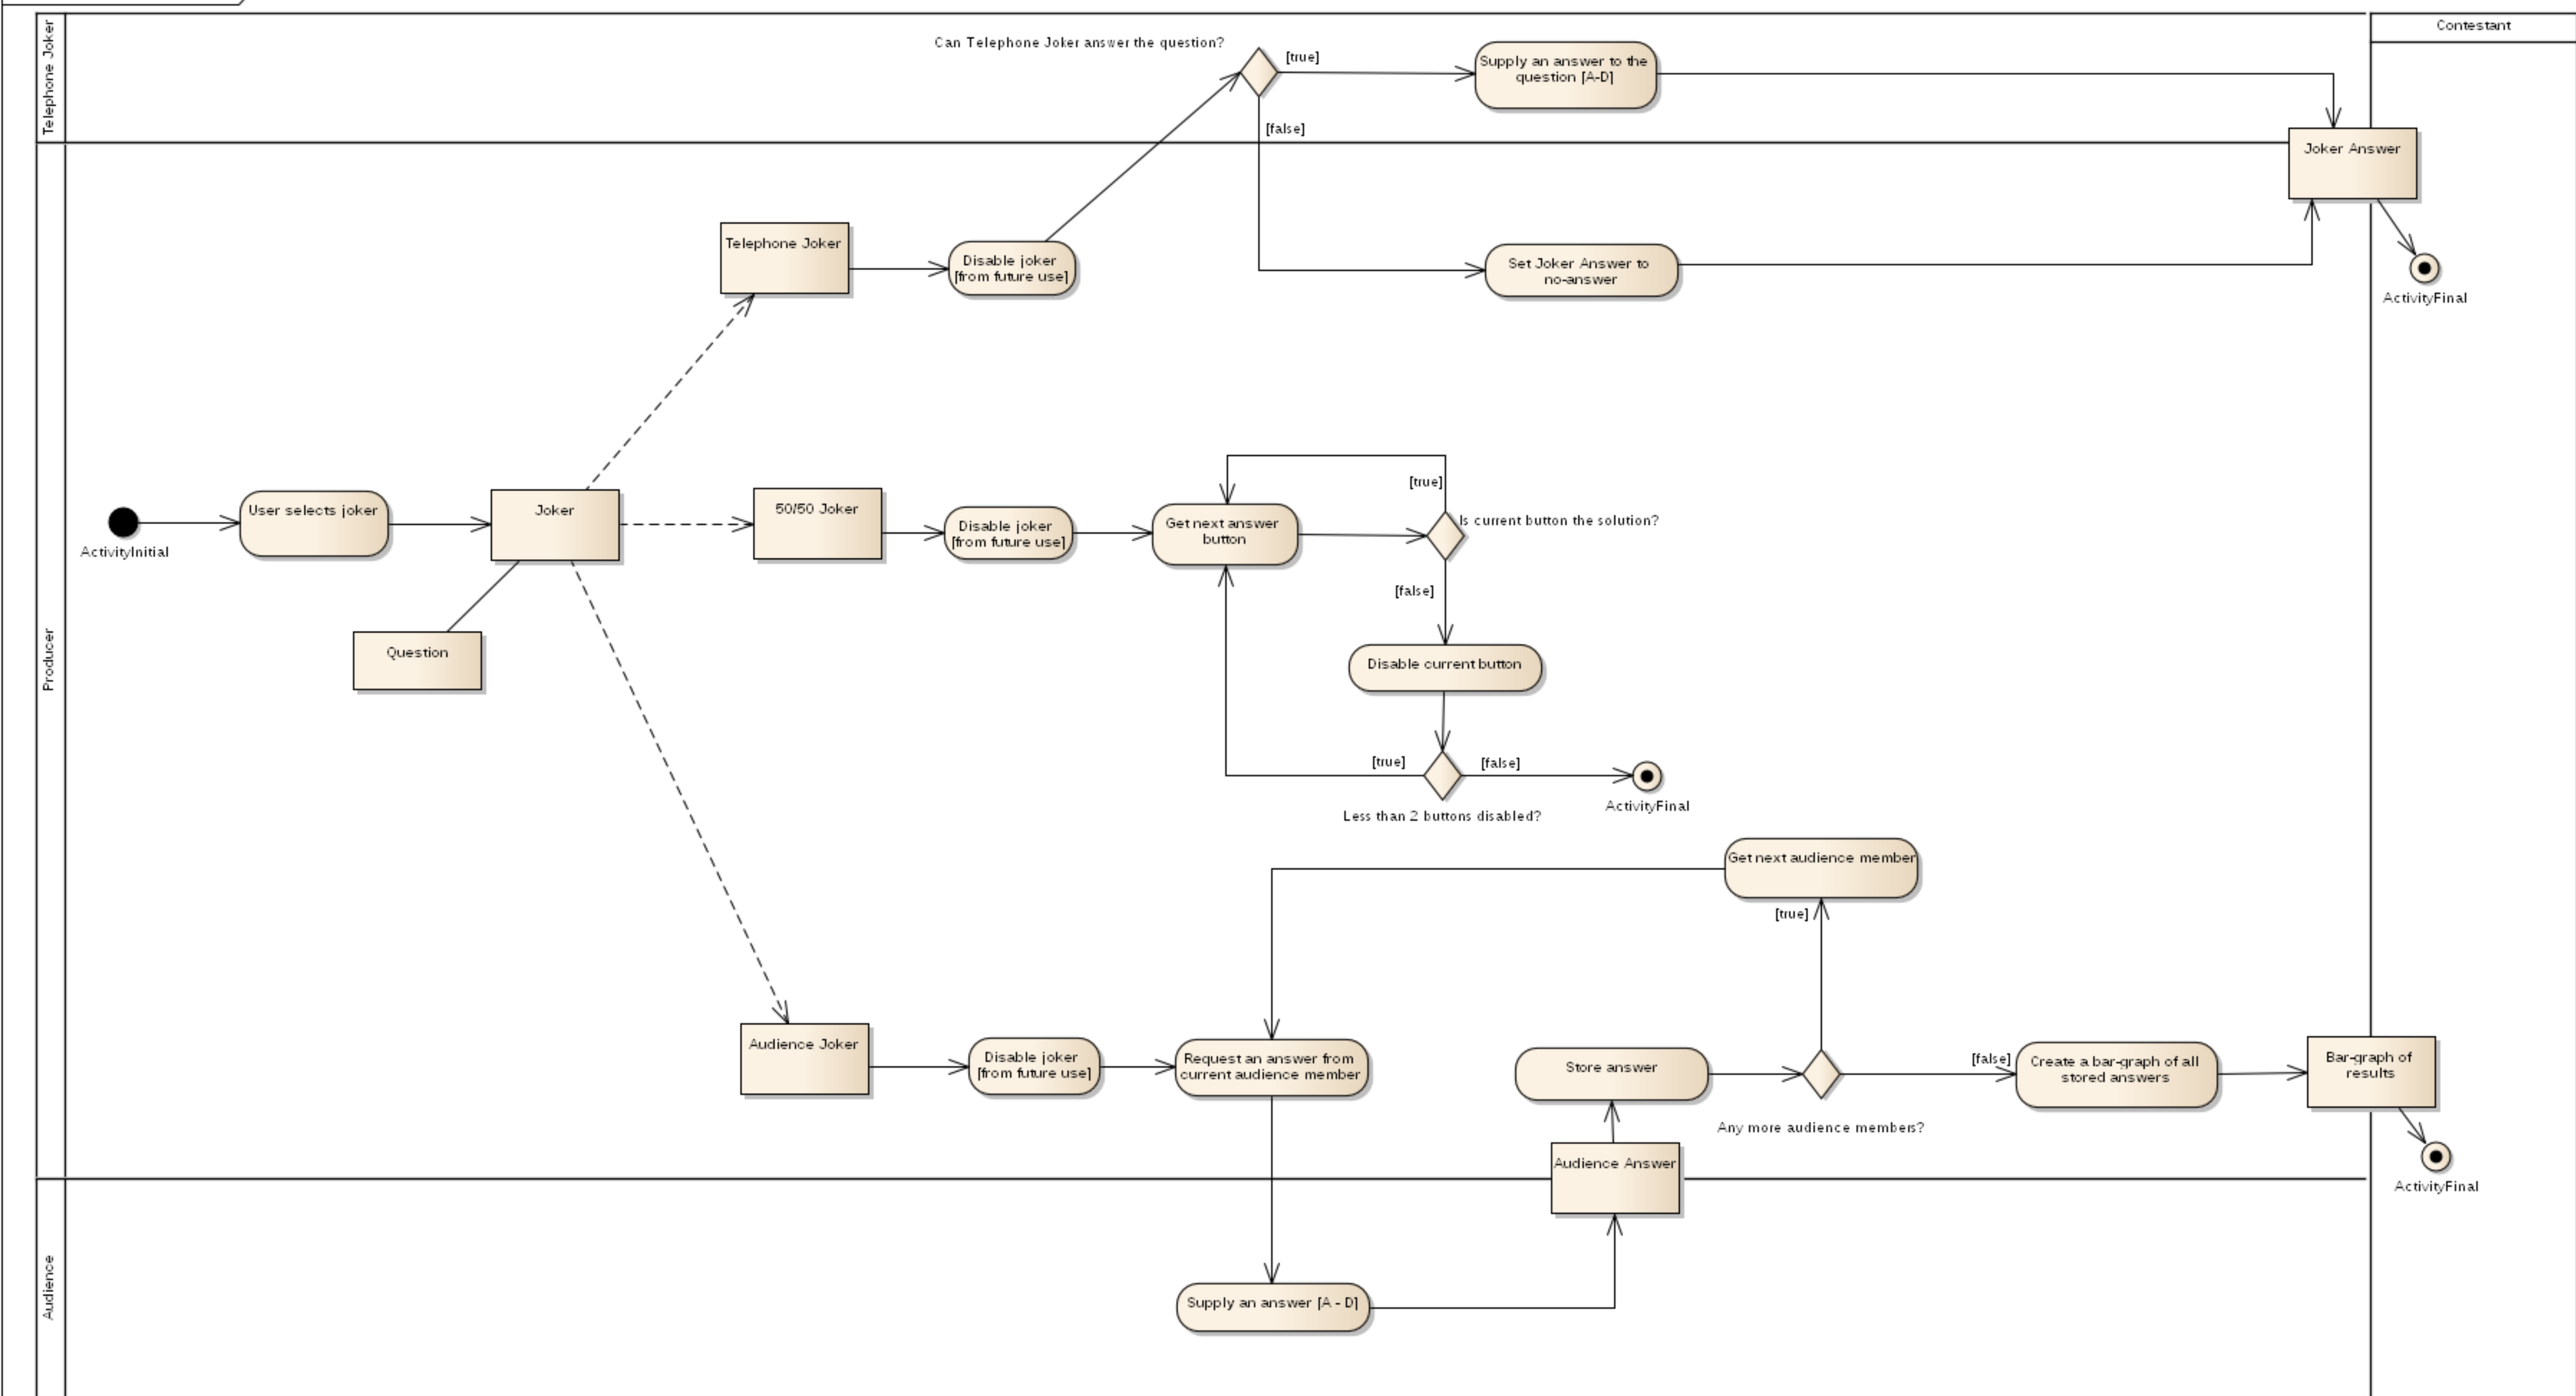 Contestant
Telephone Joker
Can Telephone Joker answer the question?
[true]
Supply an answer to the
question [A-D]
[false]
Joker Answer
Telephone Joker
Disable joker
[from future use]
Set Joker Answer to
no-answer
ActivityFinal
Producer
ActivityInitial
User selects joker
Joker
Question
50/50 Joker
Disable joker
[from future use]
Get next answer
button
[true]
Is current button the solution?
[false]
Disable current button
[true]
[false]
Less than 2 buttons disabled?
ActivityFinal
Get next audience member
[true]
Audience Joker
Disable joker
[from future use]
Request an answer from
current audience member
Store answer
[false]
Any more audience members?
Create a bar-graph of all
stored answers
Bar-graph of
results
Audience Answer
ActivityFinal
Audience
Supply an answer [A - D]